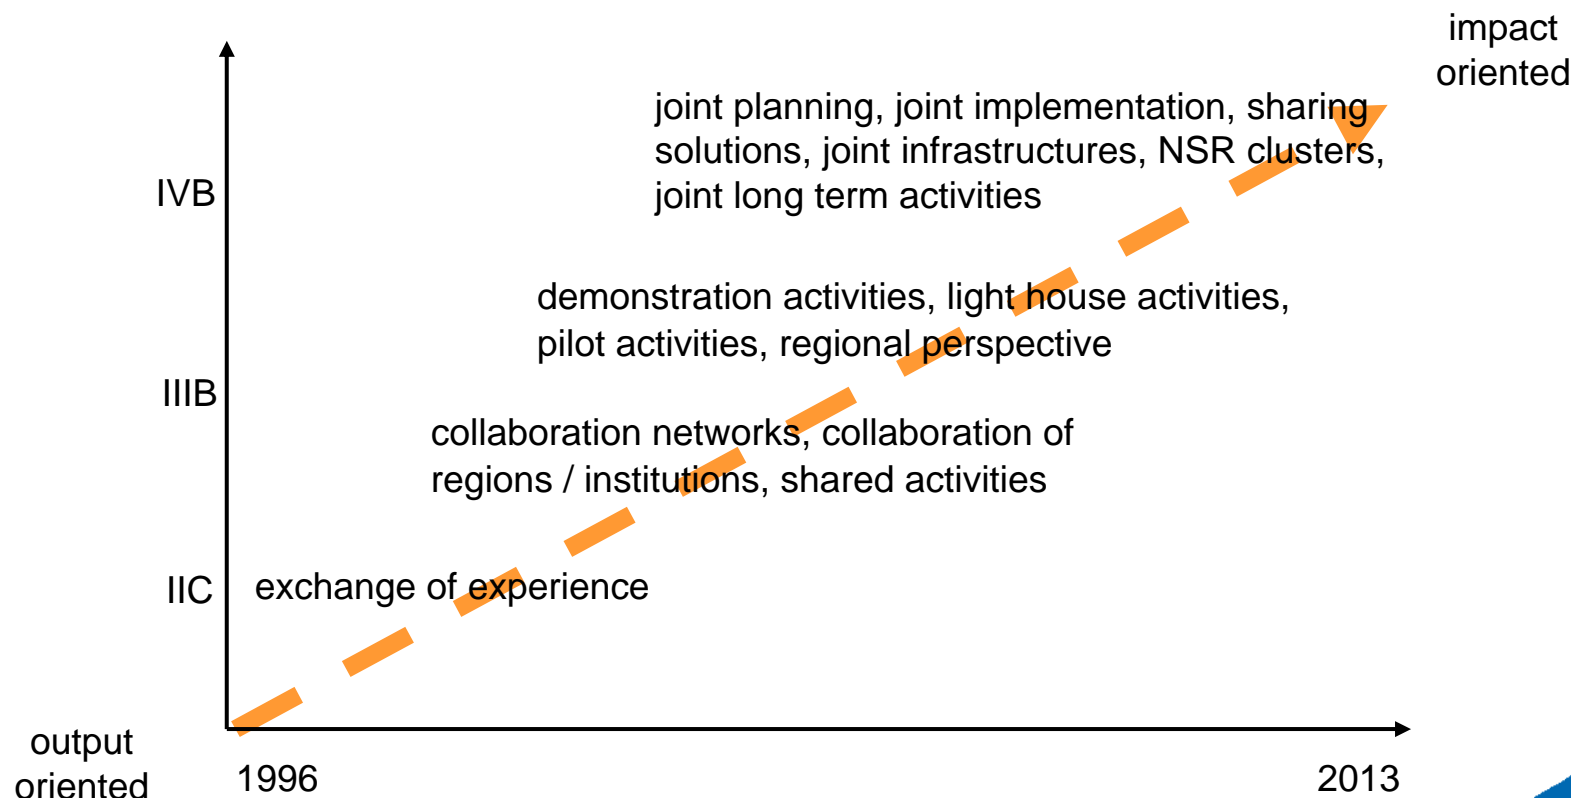 impact
oriented
joint planning, joint implementation, sharing
solutions, joint infrastructures, NSR clusters,
joint long term activities
IVB
demonstration activities, light house activities,
pilot activities, regional perspective
IIIB
collaboration networks, collaboration of
regions / institutions, shared activities
IIC
exchange of experience
output
oriented
1996
2013